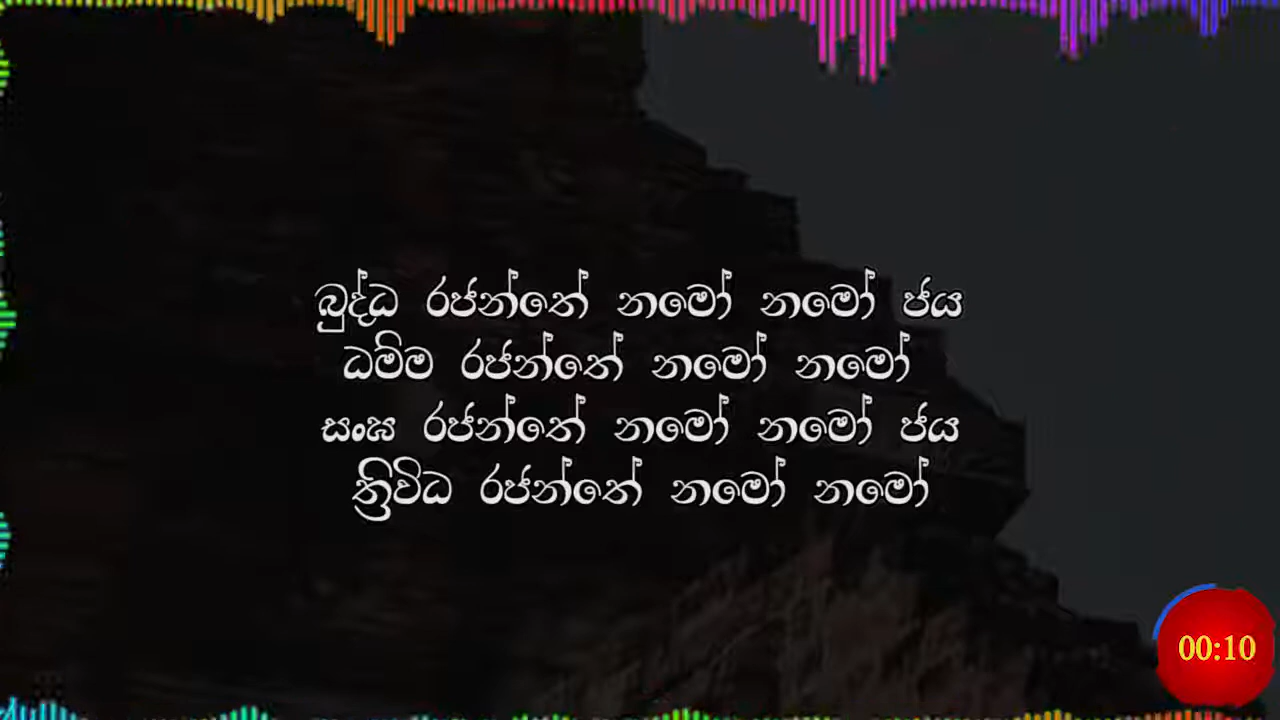 බුද්ධ රජන්තේ නමෝ නමෝ ජය
ධම්ම රජන්තේ නමෝ නමෝ
සංඝ රජන්තේ නමෝ නමෝ ජය
ත්‍රිවිධ රජන්තේ නමෝ නමෝ
00:10